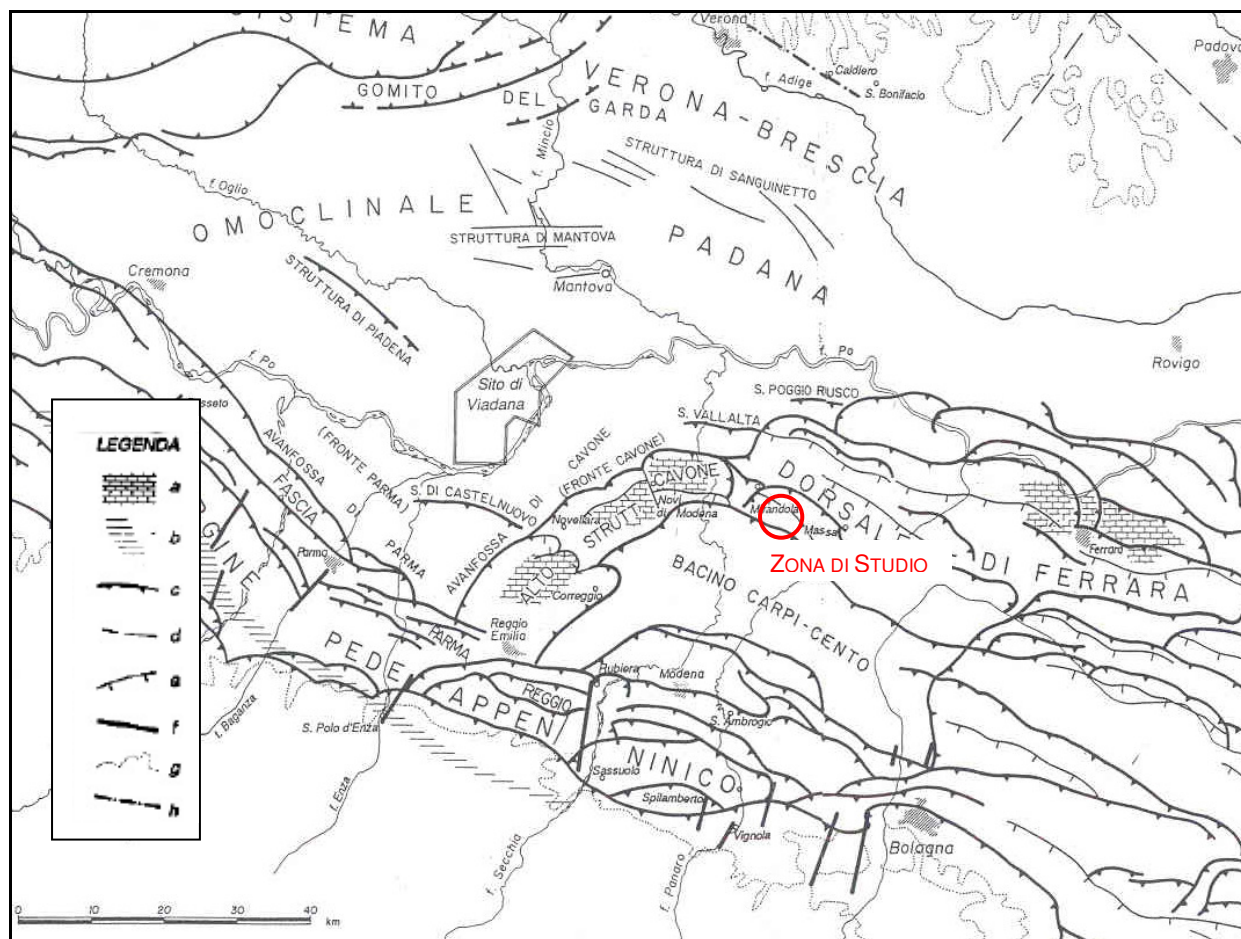 SISTEMA
GOMITO DEL GARDA
VERONA-BRESCIA
Verona
Caldiero
S. Bonifacio
f. Adige
Padova
f. Mincio
STRUTTURA DI SANGUINETTO
f. Oglio
OMOCLINALE
PADANA
STRUTTURA DI MANTOVA
Mantova
Cremona
STRUTTURA DI PIADENA
f. Po
f. Po
Rovigo
Sito di
Viadana
S. POGGIO RUSCO
S. VALLALTA
AVANFOSSA DI PARMA
(FRONTE PARMA)
FASCIA
S. DI CASTELNUOVO
AVANFOSSA DI CAVONE
(FRONTE CAVONE)
CAVONE
Novi
di Modena
Novellara
ALTO STRUTT.
Mirandola
Massa
DORSALE DI FERRARA
Ferrara
ZONA DI STUDIO
BACINO CARPI-CENTO
Correggio
Reggio
Emilia
Parma
PARMA
PEDE APPENNINICO
REGGIO
Rubiera
Modena
S. Ambrogio
S. Polo d'Enza
t. Baganza
f. Enza
Sassuolo
Spilamberto
Vignola
f. Secchia
f. Panaro
Bolagna
LEGENDA
a
b
c
d
e
f
g
h
0 10 20 30 40
km